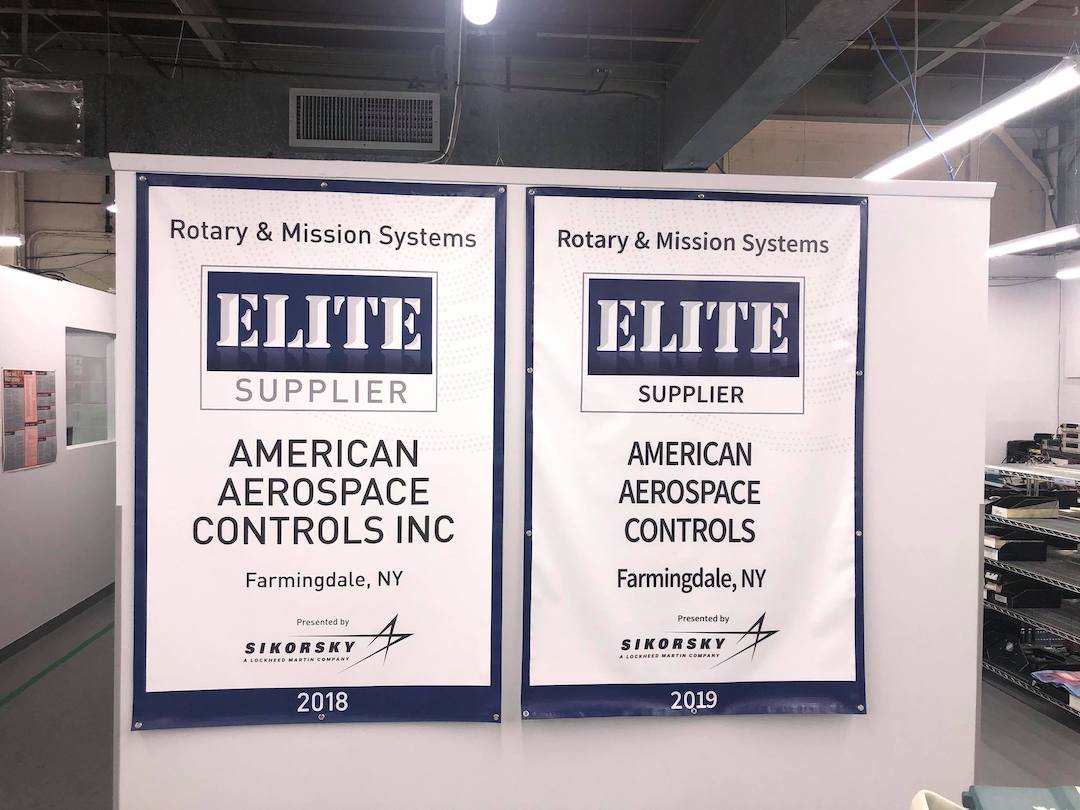 Rotary & Mission Systems
ELITE
SUPPLIER
AMERICAN
AEROSPACE
CONTROLS INC
Farmingdale, NY
Presented by
SIKORSKY
A LOCKHEED MARTIN COMPANY
2018
Rotary & Mission Systems
ELITE
SUPPLIER
AMERICAN
AEROSPACE
CONTROLS
Farmingdale, NY
Presented by
SIKORSKY
A LOCKHEED MARTIN COMPANY
2019